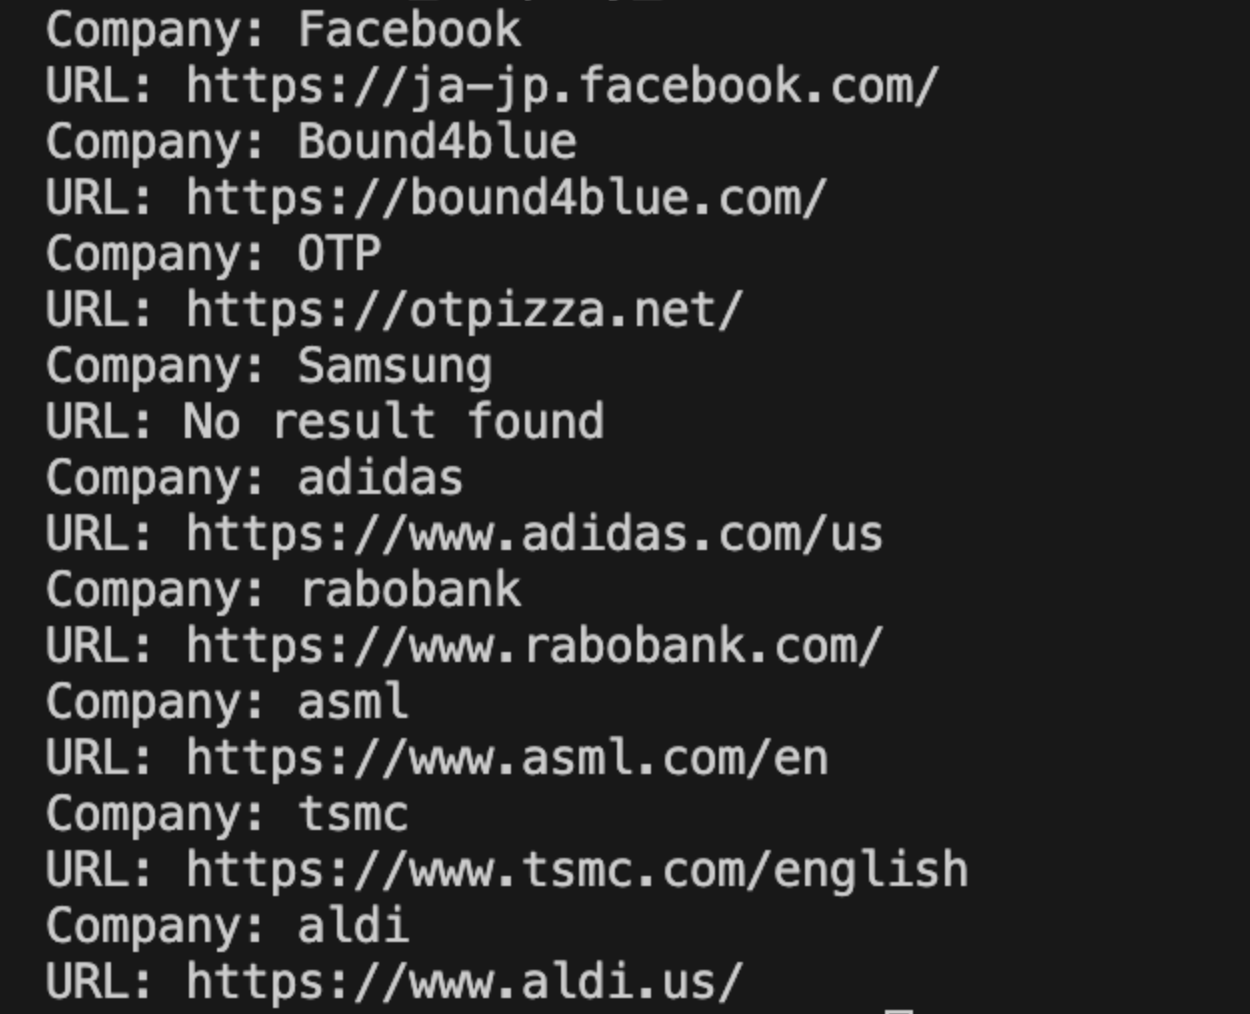 Company: Facebook
URL: https://ja-jp.facebook.com/
Company: Bound4blue
URL: https://bound4blue.com/
Company: OTP
URL: https://otpizza.net/
Company: Samsung
URL: No result found
Company: adidas
URL: https://www.adidas.com/us
Company: rabobank
URL: https://www.rabobank.com/
Company: asml
URL: https://www.asml.com/en
Company: tsmc
URL: https://www.tsmc.com/english
Company: aldi
URL: https://www.aldi.us/